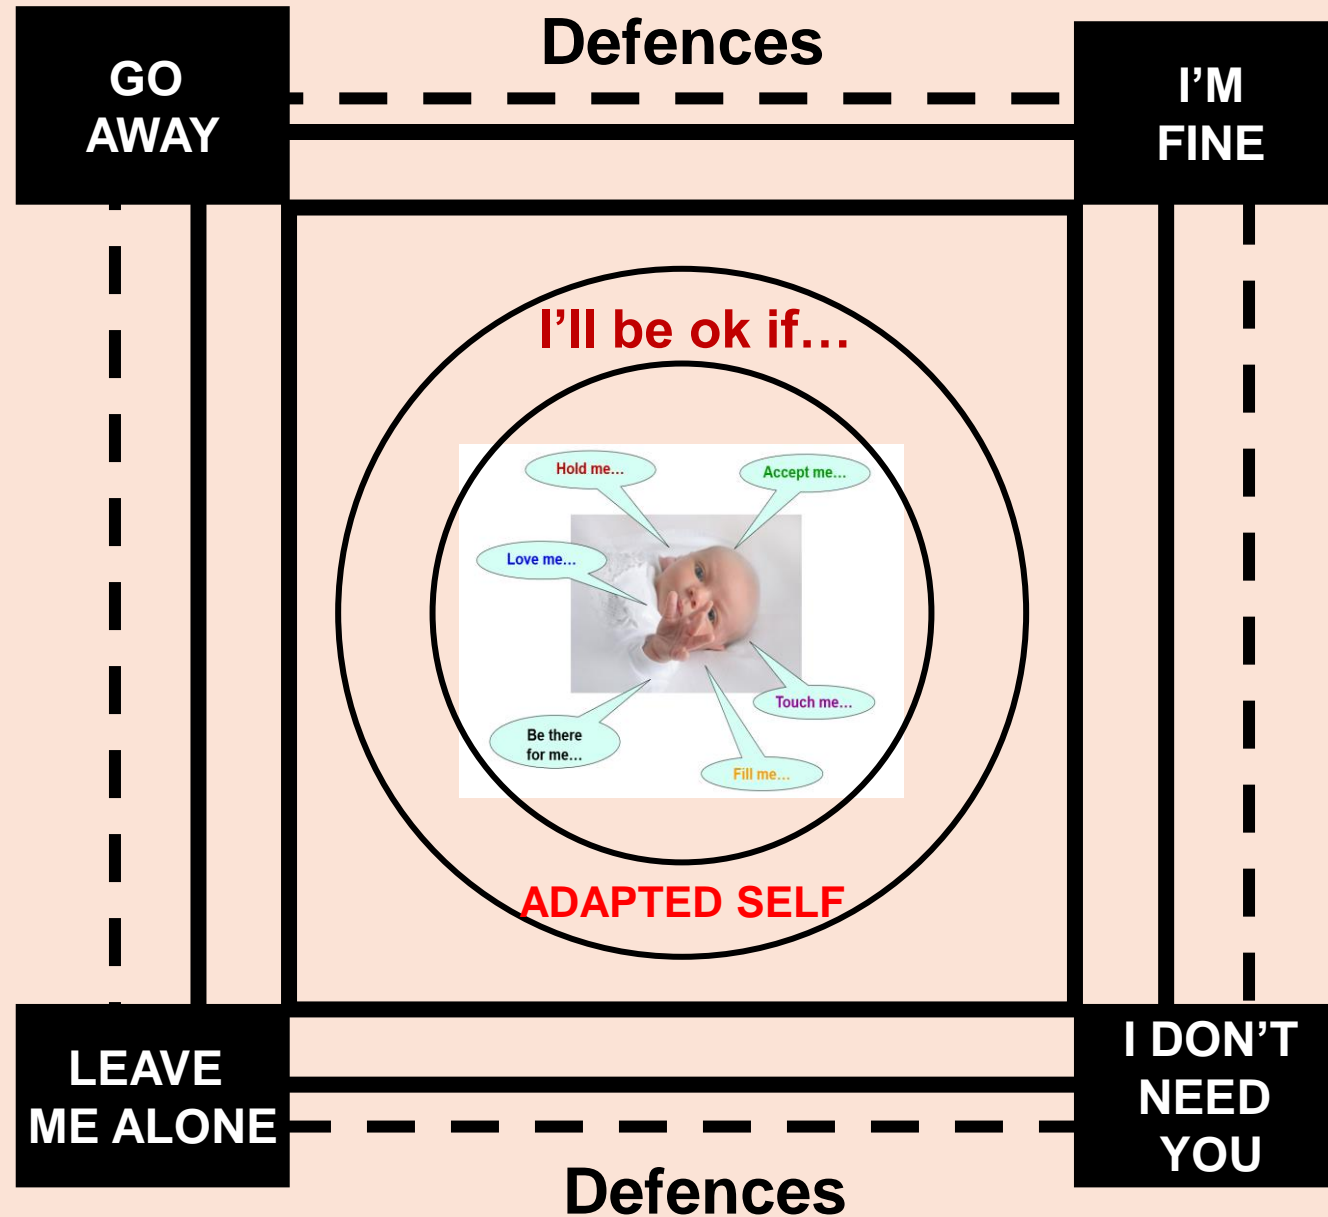 Defences
GO
AWAY
I’M
FINE
I’ll be ok if…
Hold me…
Accept me…
Love me…
Touch me…
Be there
for me…
Fill me…
ADAPTED SELF
LEAVE
ME ALONE
I DON’T
NEED
YOU
Defences